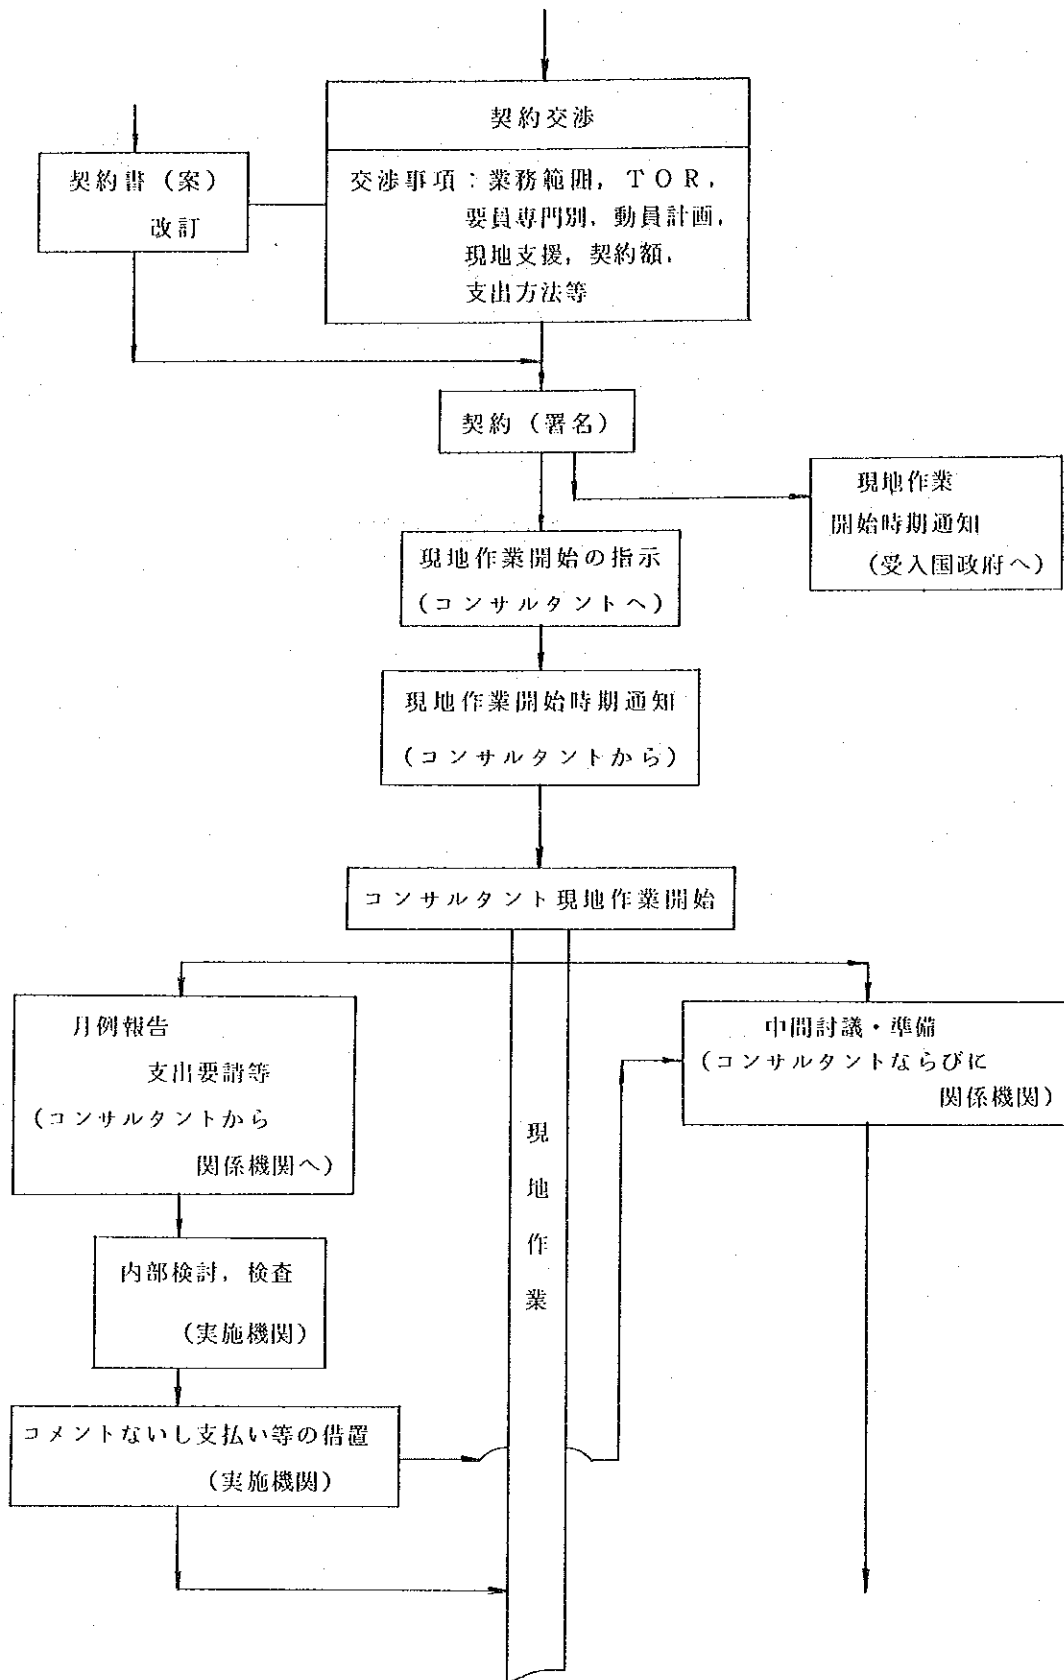 契約交渉
交渉事項：業務範囲，TOR，
要員専門別，動員計画，
現地支援，契約額，
支出方法等
契約書（案）
改訂
契約（署名）
現地作業
開始時期通知
（受入国政府へ）
現地作業開始の指示
（コンサルタントへ）
現地作業開始時期通知
（コンサルタントから）
コンサルタント現地作業開始
月例報告
支出要請等
（コンサルタントから
関係機関へ）
中間討議・準備
（コンサルタントならびに
関係機関）
現地作業
内部検討，検査
（実施機関）
コメントないし支払い等の借置
（実施機関）